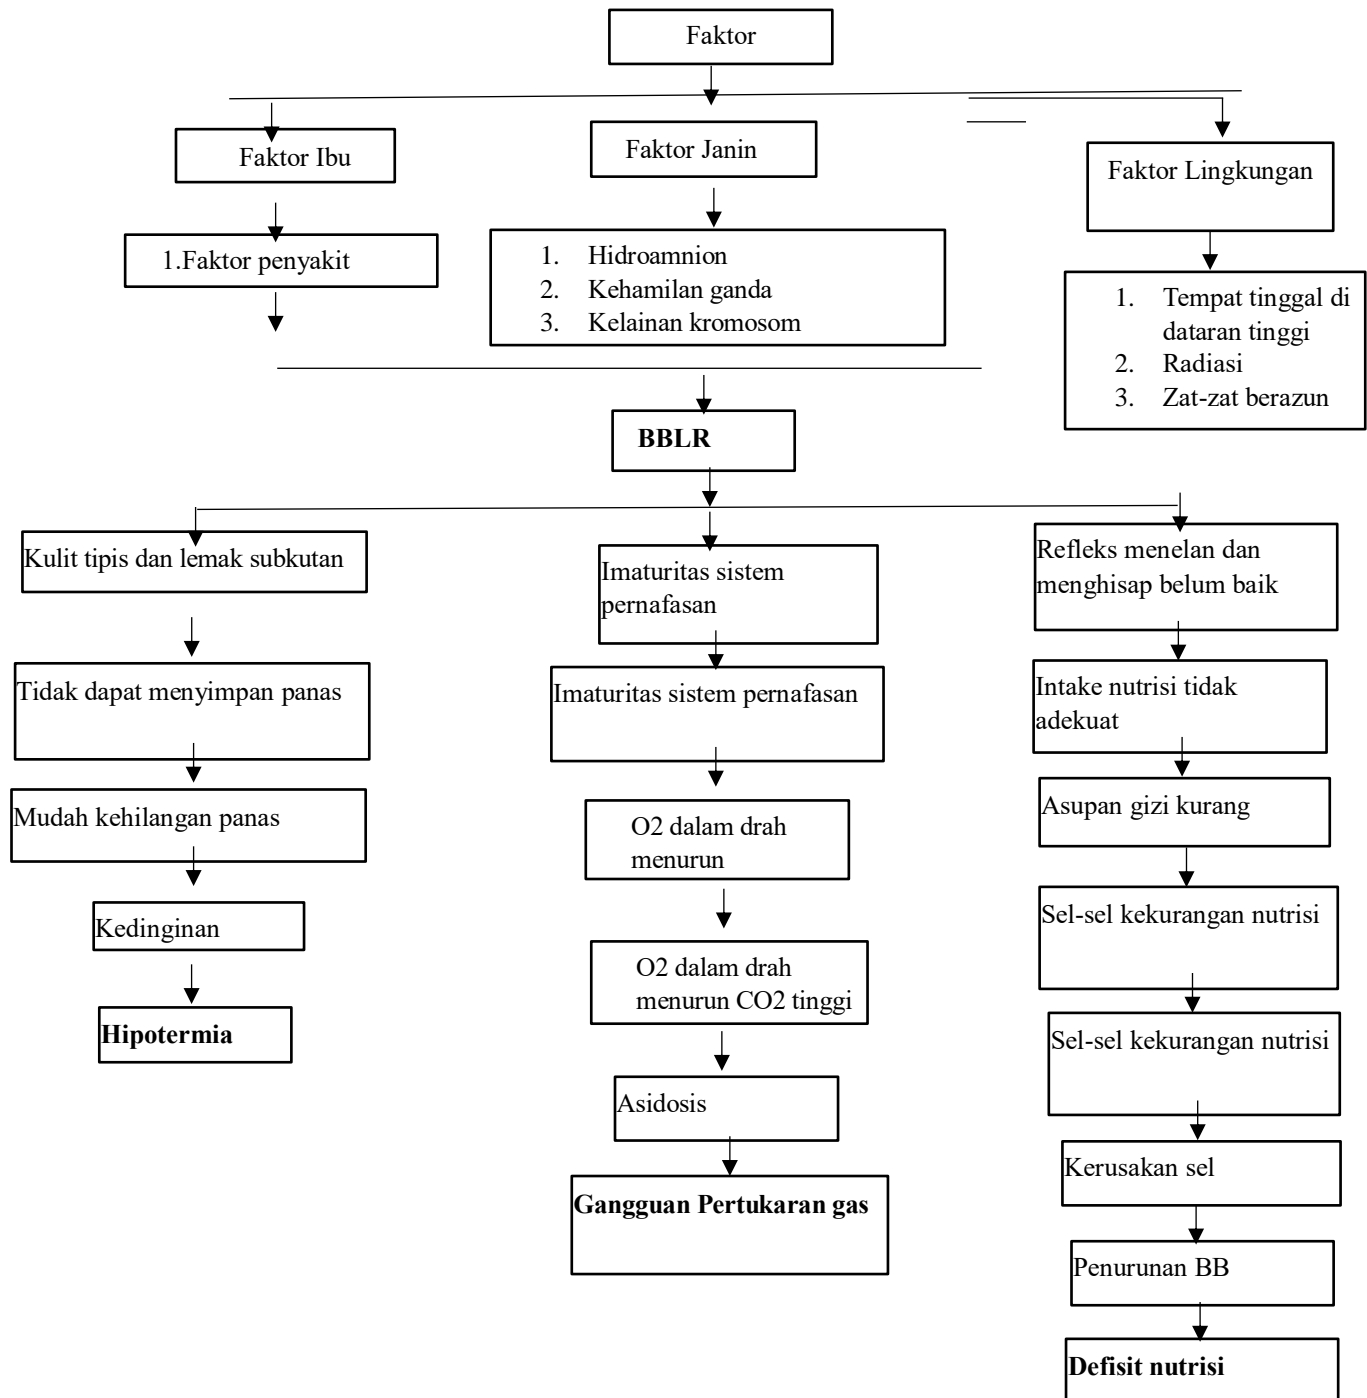 Faktor
Faktor Ibu
Faktor Janin
Faktor Lingkungan
1.Faktor penyakit
1. Hidroamnion
2. Kehamilan ganda
3. Kelainan kromosom
1. Tempat tinggal di
dataran tinggi
2. Radiasi
3. Zat-zat berazun
BBLR
Kulit tipis dan lemak subkutan
Tidak dapat menyimpan panas
Mudah kehilangan panas
Kedinginan
Hipotermia
Imaturitas sistem
pernafasan
Imaturitas sistem pernafasan
O2 dalam drah
menurun
O2 dalam drah
menurun CO2 tinggi
Asidosis
Gangguan Pertukaran gas
Refleks menelan dan
menghisap belum baik
Intake nutrisi tidak
adekuat
Asupan gizi kurang
Sel-sel kekurangan nutrisi
Sel-sel kekurangan nutrisi
Kerusakan sel
Penurunan BB
Defisit nutrisi